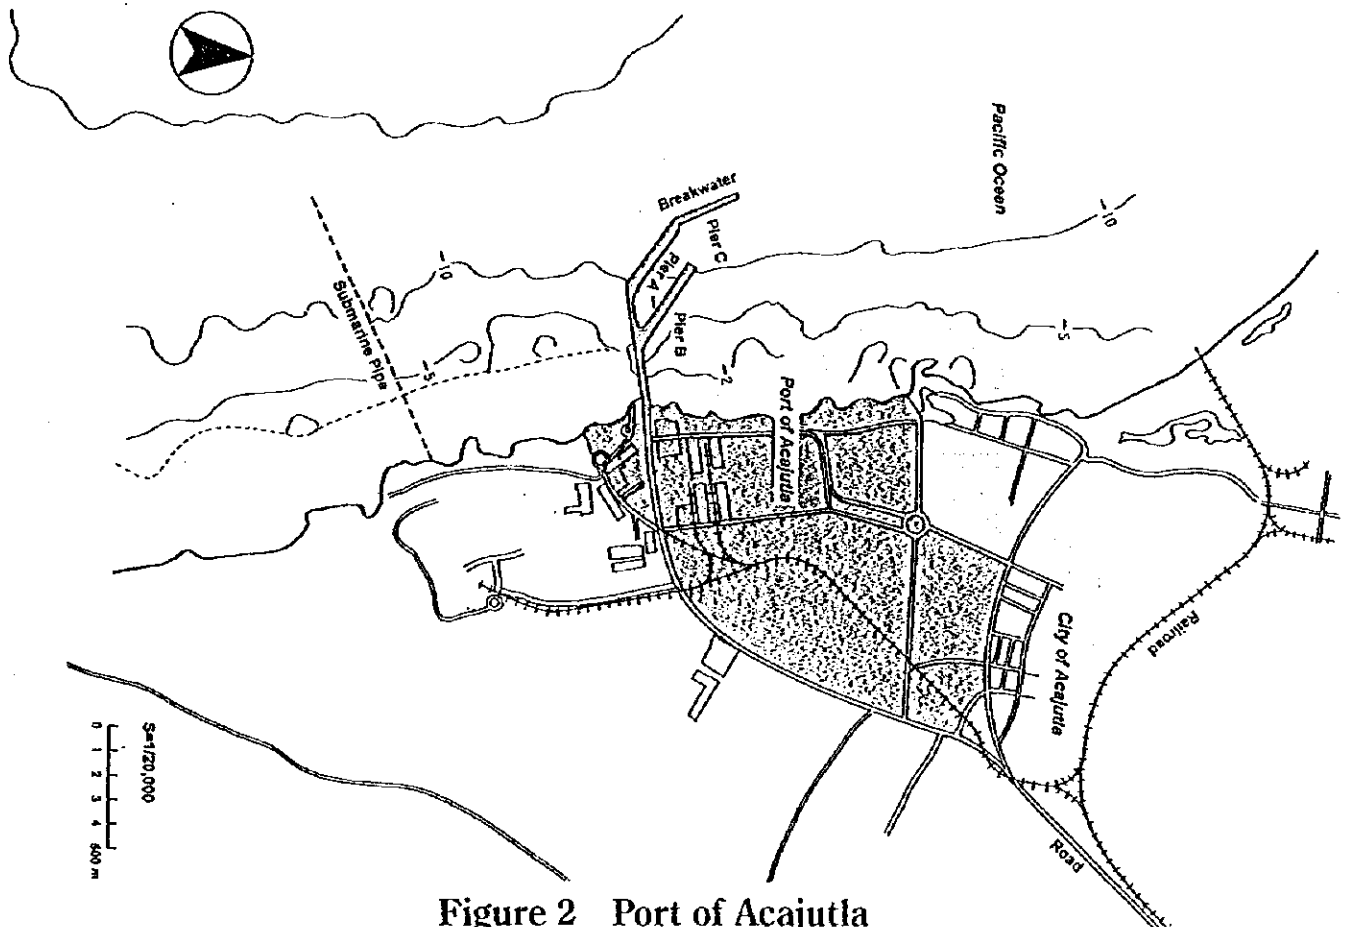 Pacific Ocean
Breakwater
Pier C
Pier A
Pier B
-10
-10
-5
-5
-2
Submarine Pipe
Port of Acajutla
City of Acajutla
Railroad
Road
S=1/20,000
0 1 2 3 4 500 m
Figure 2 Port of Acajutla